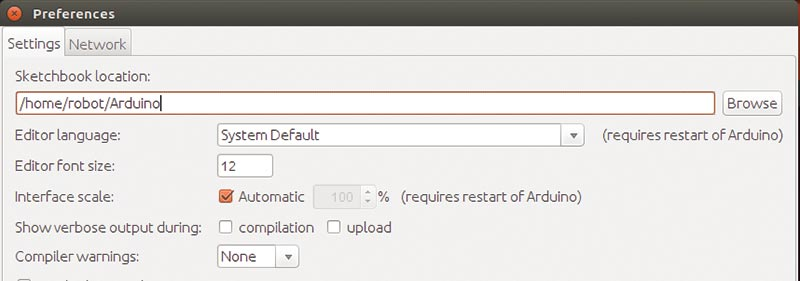 Preferences
Settings Network
Sketchbook location:
/home/robot/Arduino Browse
Editor language: System Default (requires restart of Arduino)
Editor font size: 12
Interface scale: Automatic 100 % (requires restart of Arduino)
Show verbose output during: compilation upload
Compiler warnings: None